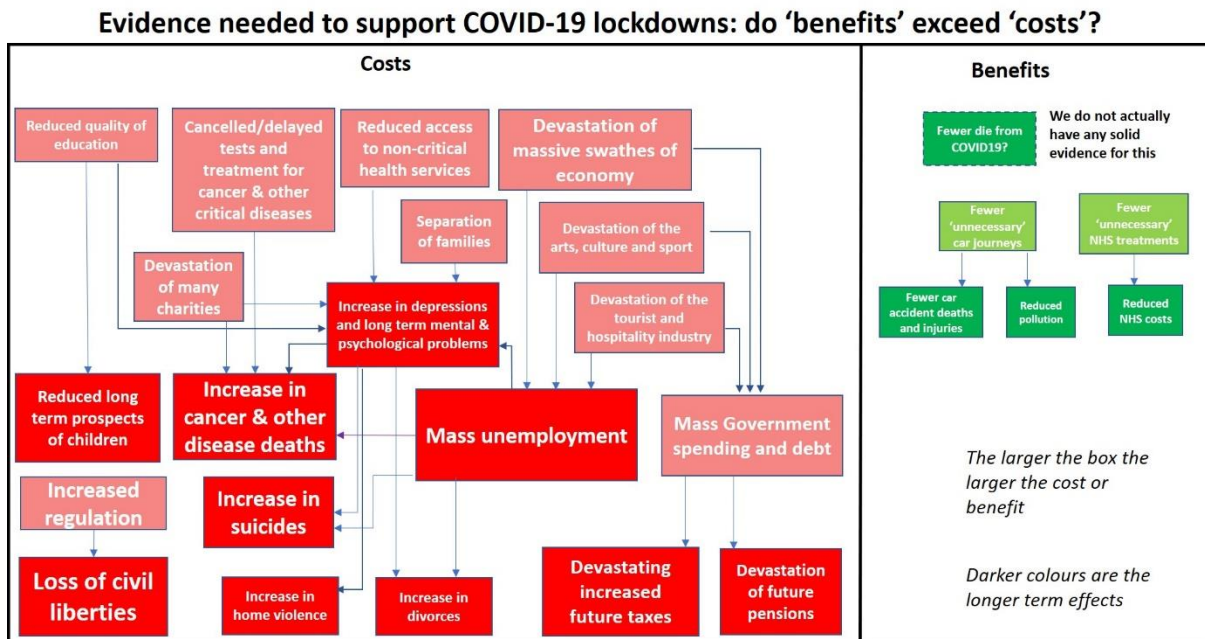 Evidence needed to support COVID-19 lockdowns: do ‘benefits’ exceed ‘costs’?
Costs
Reduced quality of
education
Cancelled/delayed
tests and
treatment for
cancer & other
critical diseases
Reduced access
to non-critical
health services
Devastation of
massive swathes of
economy
Separation
of families
Devastation of the
arts, culture and sport
Devastation
of many
charities
Increase in depressions
and long term mental &
psychological problems
Devastation of the
tourist and
hospitality industry
Reduced long
term prospects
of children
Increase in
cancer & other
disease deaths
Mass unemployment
Mass Government
spending and debt
Increased
regulation
Increase in
suicides
Loss of civil
liberties
Increase in
home violence
Increase in
divorces
Devastating
increased
future taxes
Devastation
of future
pensions
Benefits
Fewer die from
COVID19?
We do not actually
have any solid
evidence for this
Fewer
‘unnecessary’
car journeys
Fewer
‘unnecessary’
NHS treatments
Fewer car
accident deaths
and injuries
Reduced
pollution
Reduced
NHS costs
The larger the box the
larger the cost or
benefit
Darker colours are the
longer term effects